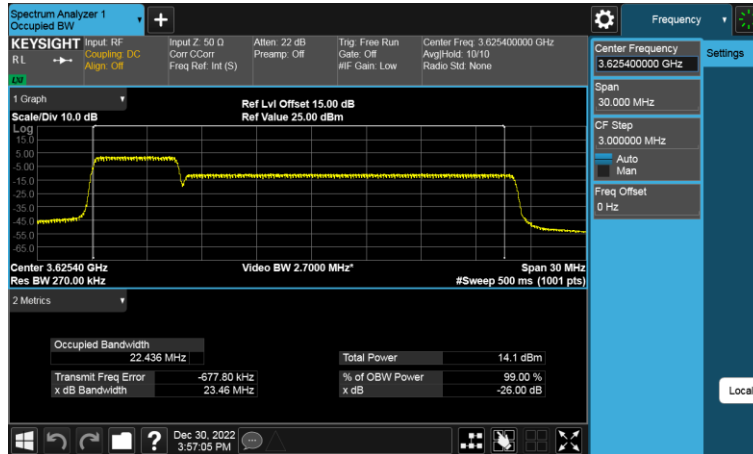 Spectrum Analyzer 1
Occupied BW
Frequency
KEYSIGHT
RL
LXI
Input: RF
Coupling: DC
Align: Off
Input Z: 50 Ω
Corr CCorr
Freq Ref: Int (S)
Atten: 22 dB
Preamp: Off
Trig: Free Run
Gate: Off
#IF Gain: Low
Center Freq: 3.625400000 GHz
Avg|Hold: 10/10
Radio Std: None
Center Frequency
3.625400000 GHz
Settings
Span
30.000 MHz
CF Step
3.000000 MHz
Auto
Man
Freq Offset
0 Hz
Local
1 Graph
Scale/Div 10.0 dB
Ref Lvl Offset 15.00 dB
Ref Value 25.00 dBm
Log
15.0
5.00
-5.00
-15.0
-25.0
-35.0
-45.0
-55.0
-65.0
Center 3.62540 GHz
Video BW 2.7000 MHz*
Span 30 MHz
Res BW 270.00 kHz
#Sweep 500 ms (1001 pts)
2 Metrics
Occupied Bandwidth
22.436 MHz
Total Power 14.1 dBm
Transmit Freq Error -677.80 kHz
% of OBW Power 99.00 %
x dB Bandwidth 23.46 MHz
x dB -26.00 dB
?
Dec 30, 2022
3:57:05 PM